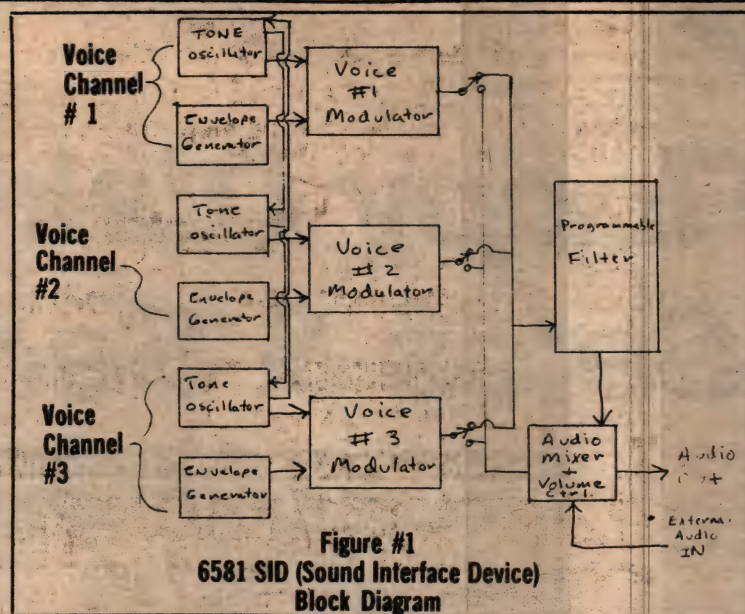 Voice
Channel
# 1
TONE
oscillator
Envelope
Generator
Voice
#1
Modulator
Voice
Channel
#2
Tone
oscillator
Envelope
Generator
Voice
# 2
Modulator
Programmable
Filter
Voice
Channel
#3
Tone
oscillator
Envelope
Generator
Voice
# 3
Modulator
Audio
mixer
+
Volume
Ctrl.
Audio
Audio
IN
Figure #1
6581 SID (Sound Interface Device)
Block Diagram